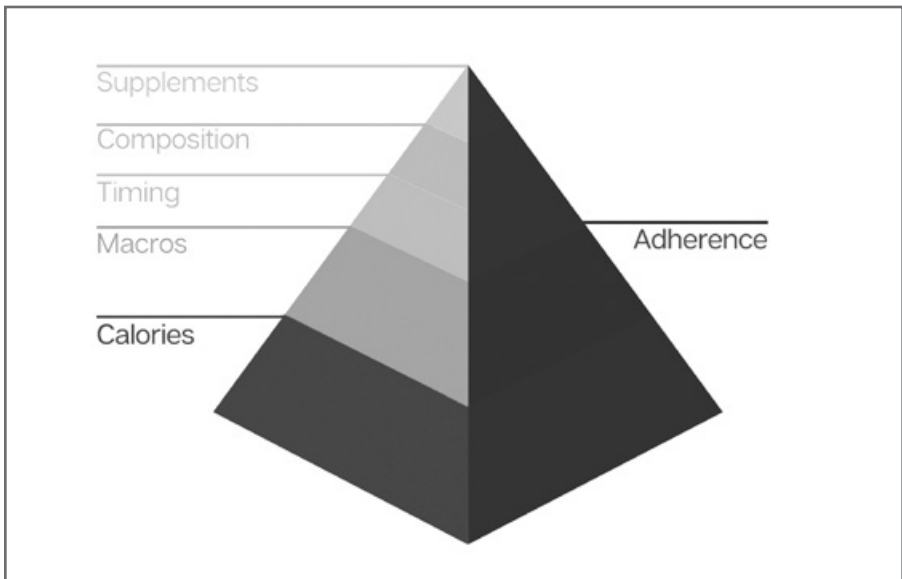 Supplements
Composition
Timing
Macros
Adherence
Calories